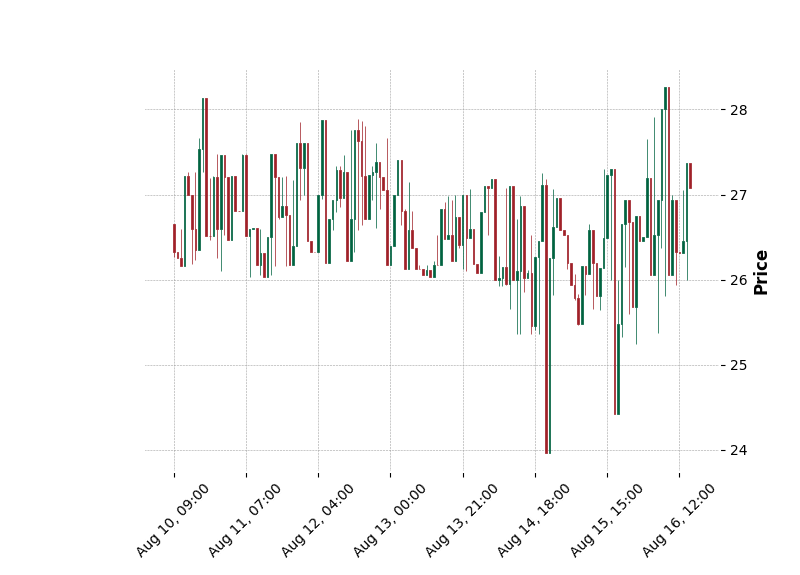 28
27
26
25
24
Price
Aug 10, 09:00
Aug 11, 07:00
Aug 12, 04:00
Aug 13, 00:00
Aug 13, 21:00
Aug 14, 18:00
Aug 15, 15:00
Aug 16, 12:00